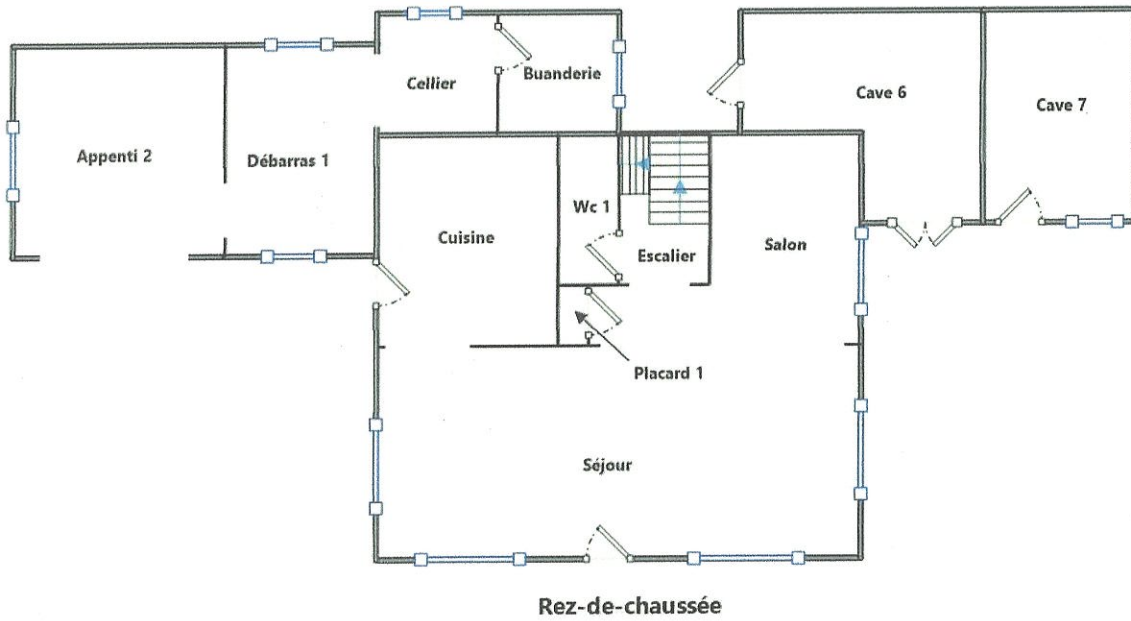 Cellier
Buanderie
Cave 6
Cave 7
Appenti 2
Débarras 1
Wc 1
Cuisine
Escalier
Salon
Placard 1
Séjour
Rez-de-chaussée